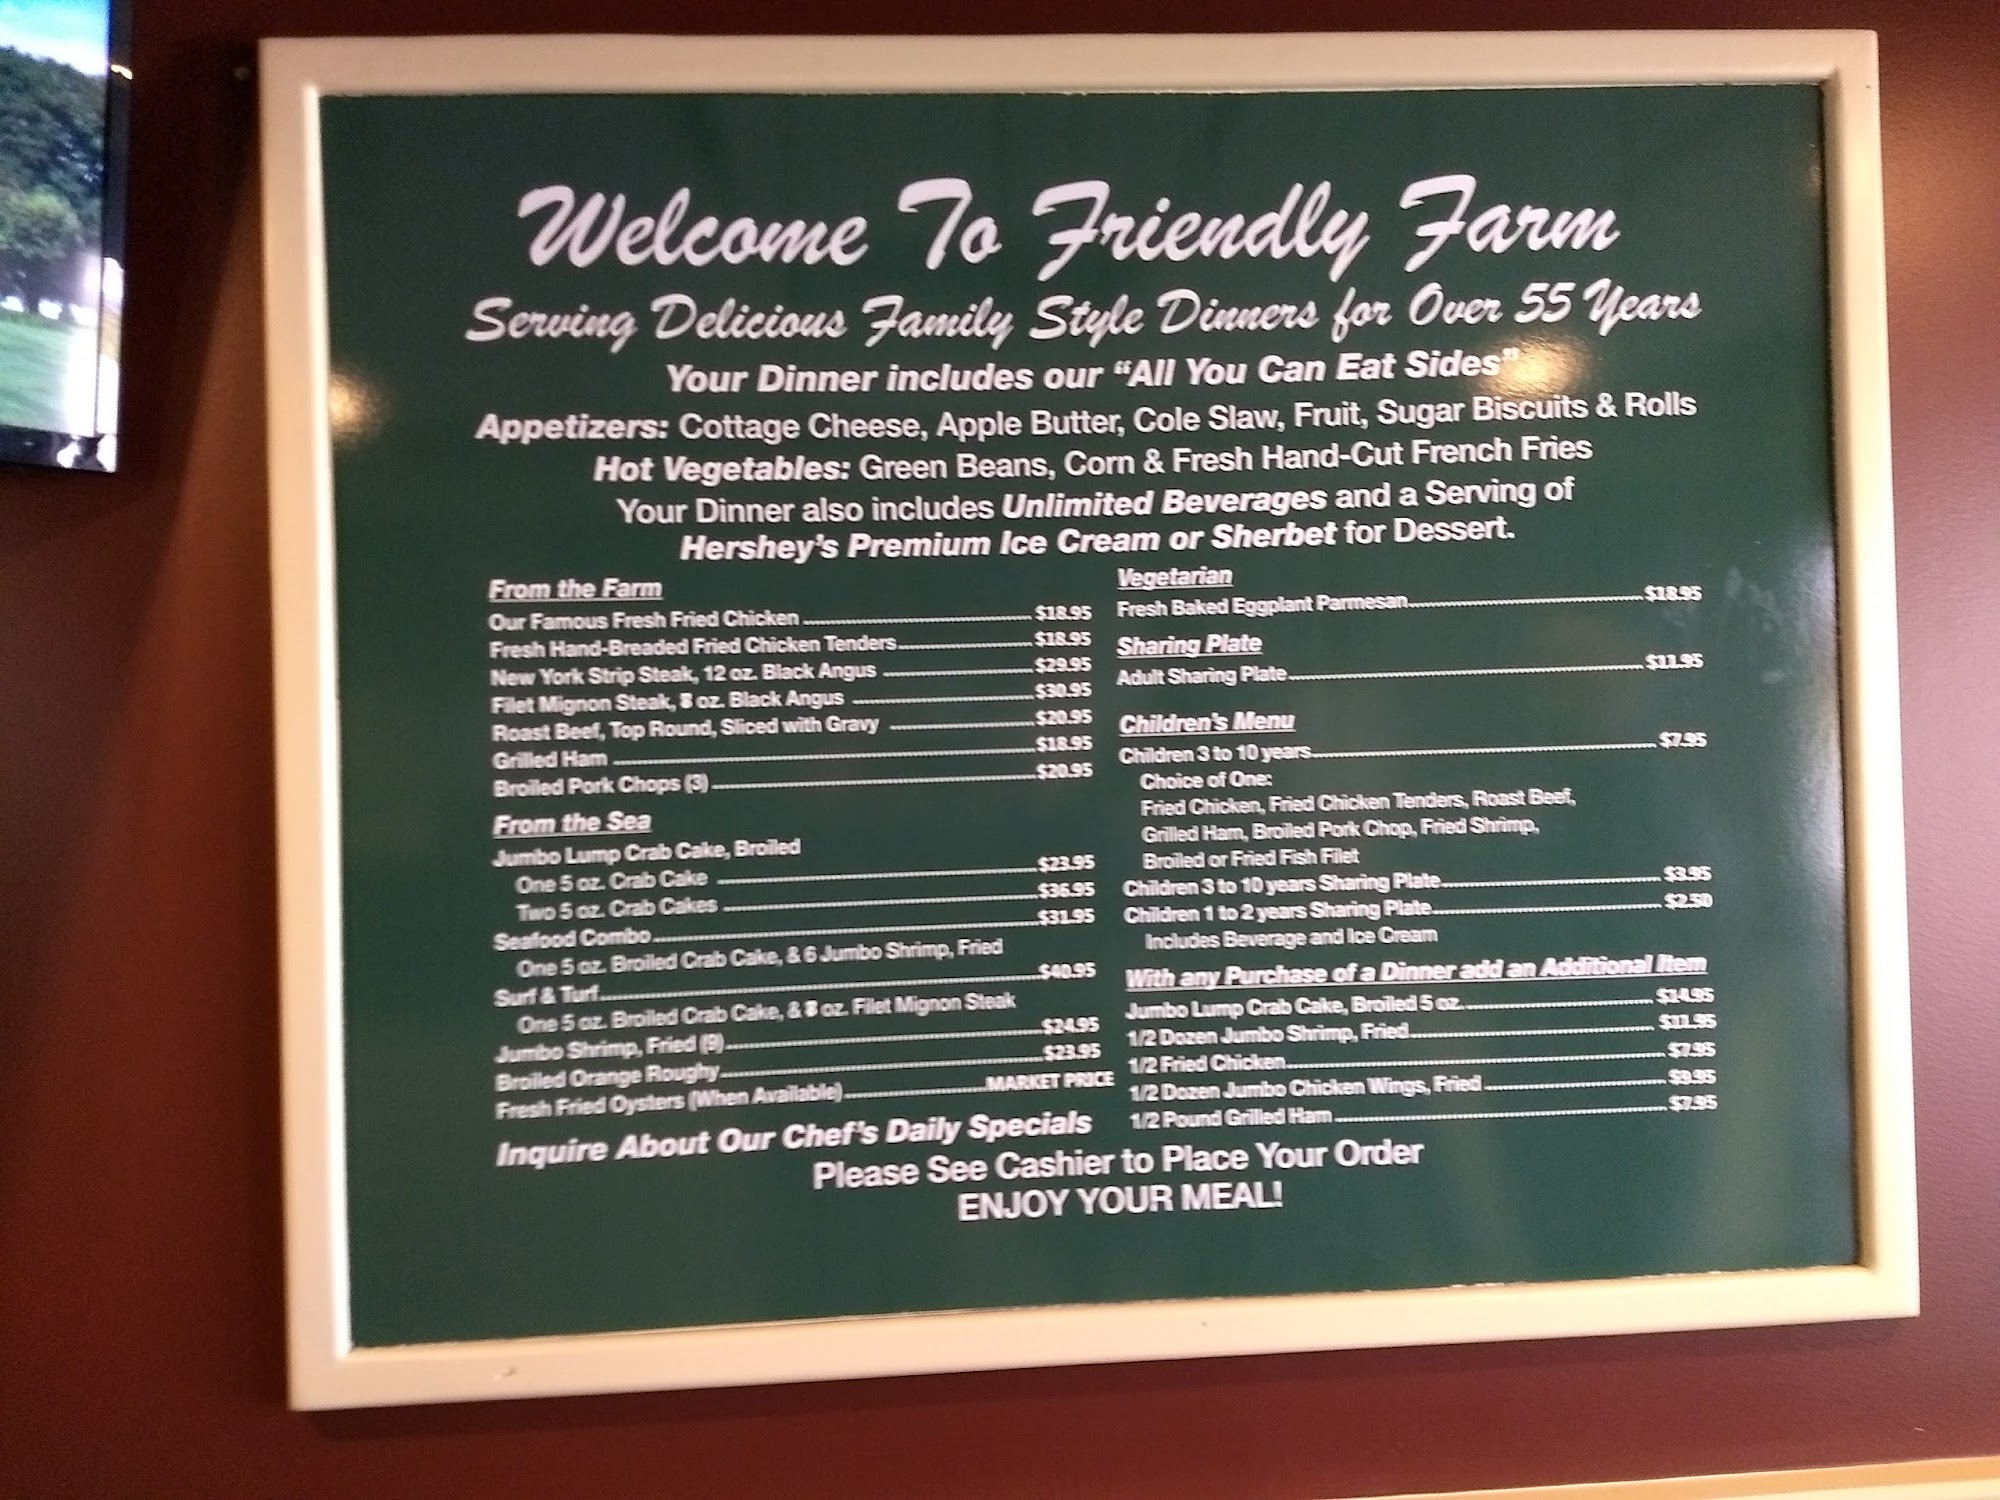 Welcome To Friendly Farm
Serving Delicious Family Style Dinners for Over 55 Years
Your Dinner includes our "All You Can Eat Sides"
Appetizers: Cottage Cheese, Apple Butter, Cole Slaw, Fruit, Sugar Biscuits & Rolls
Hot Vegetables: Green Beans, Corn & Fresh Hand-Cut French Fries
Your Dinner also includes Unlimited Beverages and a Serving of
Hershey's Premium Ice Cream or Sherbet for Dessert.
From the Farm
Our Famous Fresh Fried Chicken $18.95
Fresh Hand-Breaded Fried Chicken Tenders $18.95
New York Strip Steak, 12 oz. Black Angus $29.95
Filet Mignon Steak, 8 oz. Black Angus $30.95
Roast Beef, Top Round, Sliced with Gravy $20.95
Grilled Ham $18.95
Broiled Pork Chops (3) $20.95
From the Sea
Jumbo Lump Crab Cake, Broiled
One 5 oz. Crab Cake $23.95
Two 5 oz. Crab Cakes $36.95
Seafood Combo $31.95
One 5 oz. Broiled Crab Cake, & 6 Jumbo Shrimp, Fried
Surf & Turf $40.95
One 5 oz. Broiled Crab Cake, & 8 oz. Filet Mignon Steak
Jumbo Shrimp, Fried (9) $24.95
Broiled Orange Roughy $23.95
Fresh Fried Oysters (When Available) MARKET PRICE
Inquire About Our Chef's Daily Specials
Vegetarian
Fresh Baked Eggplant Parmesan $18.95
Sharing Plate
Adult Sharing Plate $11.95
Children's Menu
Children 3 to 10 years $7.95
Choice of One:
Fried Chicken, Fried Chicken Tenders, Roast Beef,
Grilled Ham, Broiled Pork Chop, Fried Shrimp,
Broiled or Fried Fish Filet
Children 3 to 10 years Sharing Plate $3.95
Children 1 to 2 years Sharing Plate $2.50
Includes Beverage and Ice Cream
With any Purchase of a Dinner add an Additional Item
Jumbo Lump Crab Cake, Broiled 5 oz. $14.95
1/2 Dozen Jumbo Shrimp, Fried $11.95
1/2 Fried Chicken $7.95
1/2 Dozen Jumbo Chicken Wings, Fried $9.95
1/2 Pound Grilled Ham $7.95
Please See Cashier to Place Your Order
ENJOY YOUR MEAL!